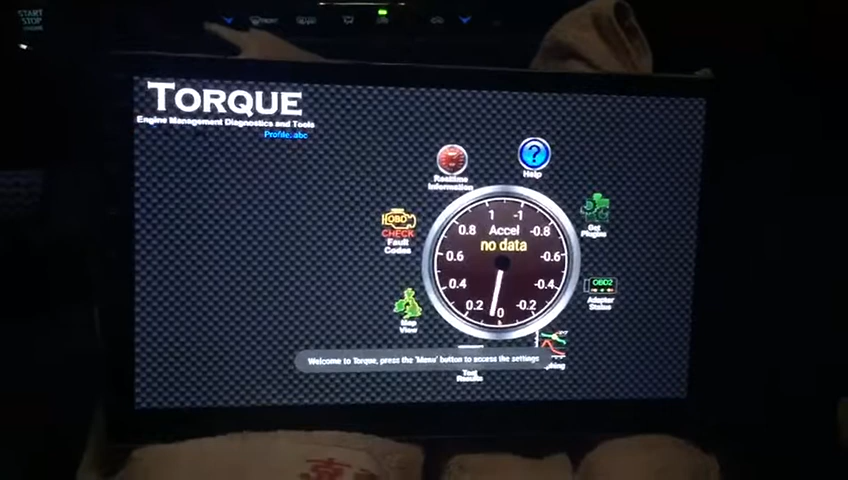 START
STOP
TORQUE
Engine Management Diagnostics and Tools
Profile: abc
Realtime
Information
?
Help
OBD
CHECK
Fault
Codes
Get
Plugins
1 -1
0.8 Accel -0.8
no data
0.6 -0.6
0.4 -0.4
0.2 -0.2
0
OBD2
Adapter
Status
Map
View
Welcome to Torque, press the 'Menu' button to access the settings
Test
Results